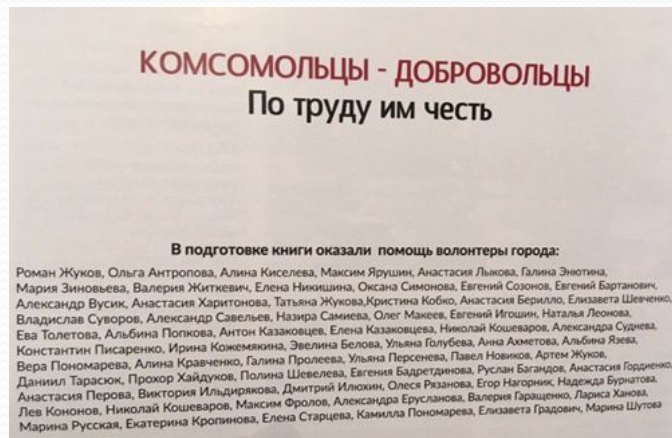 КОМСОМОЛЬЦЫ - ДОБРОВОЛЬЦЫ
По труду им честь
В подготовке книги оказали помощь волонтеры города:
Роман Жуков, Ольга Антропова, Алина Киселева, Максим Ярушин, Анастасия Лыкова, Галина Энютина,
Мария Зиновьева, Валерия Житкевич, Елена Никишина, Оксана Симонова, Евгений Созонов, Евгений Бартанович,
Александр Вусик, Анастасия Харитонова, Татьяна Жукова,Кристина Кобко, Анастасия Берилло, Елизавета Шевченко,
Владислав Суворов, Александр Савельев, Назира Самиева, Олег Макеев, Евгений Игошин, Наталья Леонова,
Ева Толетова, Альбина Попкова, Антон Казаковцев, Елена Казаковцева, Николай Кошеваров, Александра Суднева,
Константин Писаренко, Ирина Кожемякина, Эвелина Белова, Ульяна Голубева, Анна Ахметова, Альбина Язева,
Вера Пономарева, Алина Кравченко, Галина Пролеева, Ульяна Персенева, Павел Новиков, Артем Жуков,
Даниил Тарасюк, Прохор Хайдуков, Полина Шевелева, Евгения Бадретдинова, Руслан Багандов, Анастасия Гордиенко,
Анастасия Перова, Виктория Ильдирякова, Дмитрий Илюхин, Олеся Рязанова, Егор Нагорник, Надежда Бурнатова,
Лев Кононов, Николай Кошеваров, Максим Фролов, Александра Ерусланова, Валерия Гаращенко, Лариса Ханова,
Марина Русская, Екатерина Кропинова, Елена Старцева, Камилла Пономарева, Елизавета Градович, Марина Шутова